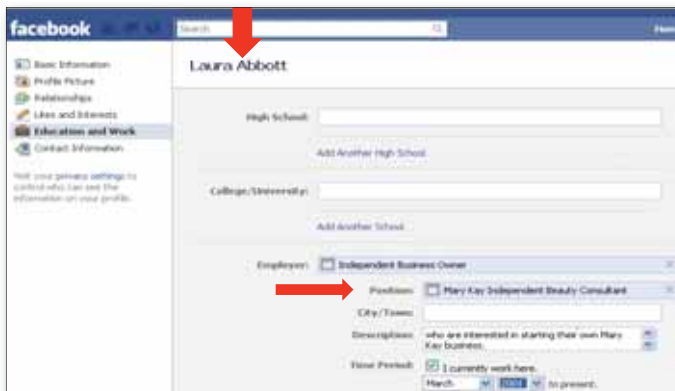 facebook
Search
Laura Abbott
Basic Information
Profile Picture
Relationships
Likes and Interests
Education and Work
Contact Information
Visit your privacy settings to
control who can see the
information on your profile.
High School:
Add Another High School
College/University:
Add Another School
Employer: Independent Business Owner
Position: Mary Kay Independent Beauty Consultant
City/Town:
Description: who are interested in starting their own Mary
Kay business.
Time Period: I currently work here.
March to present.